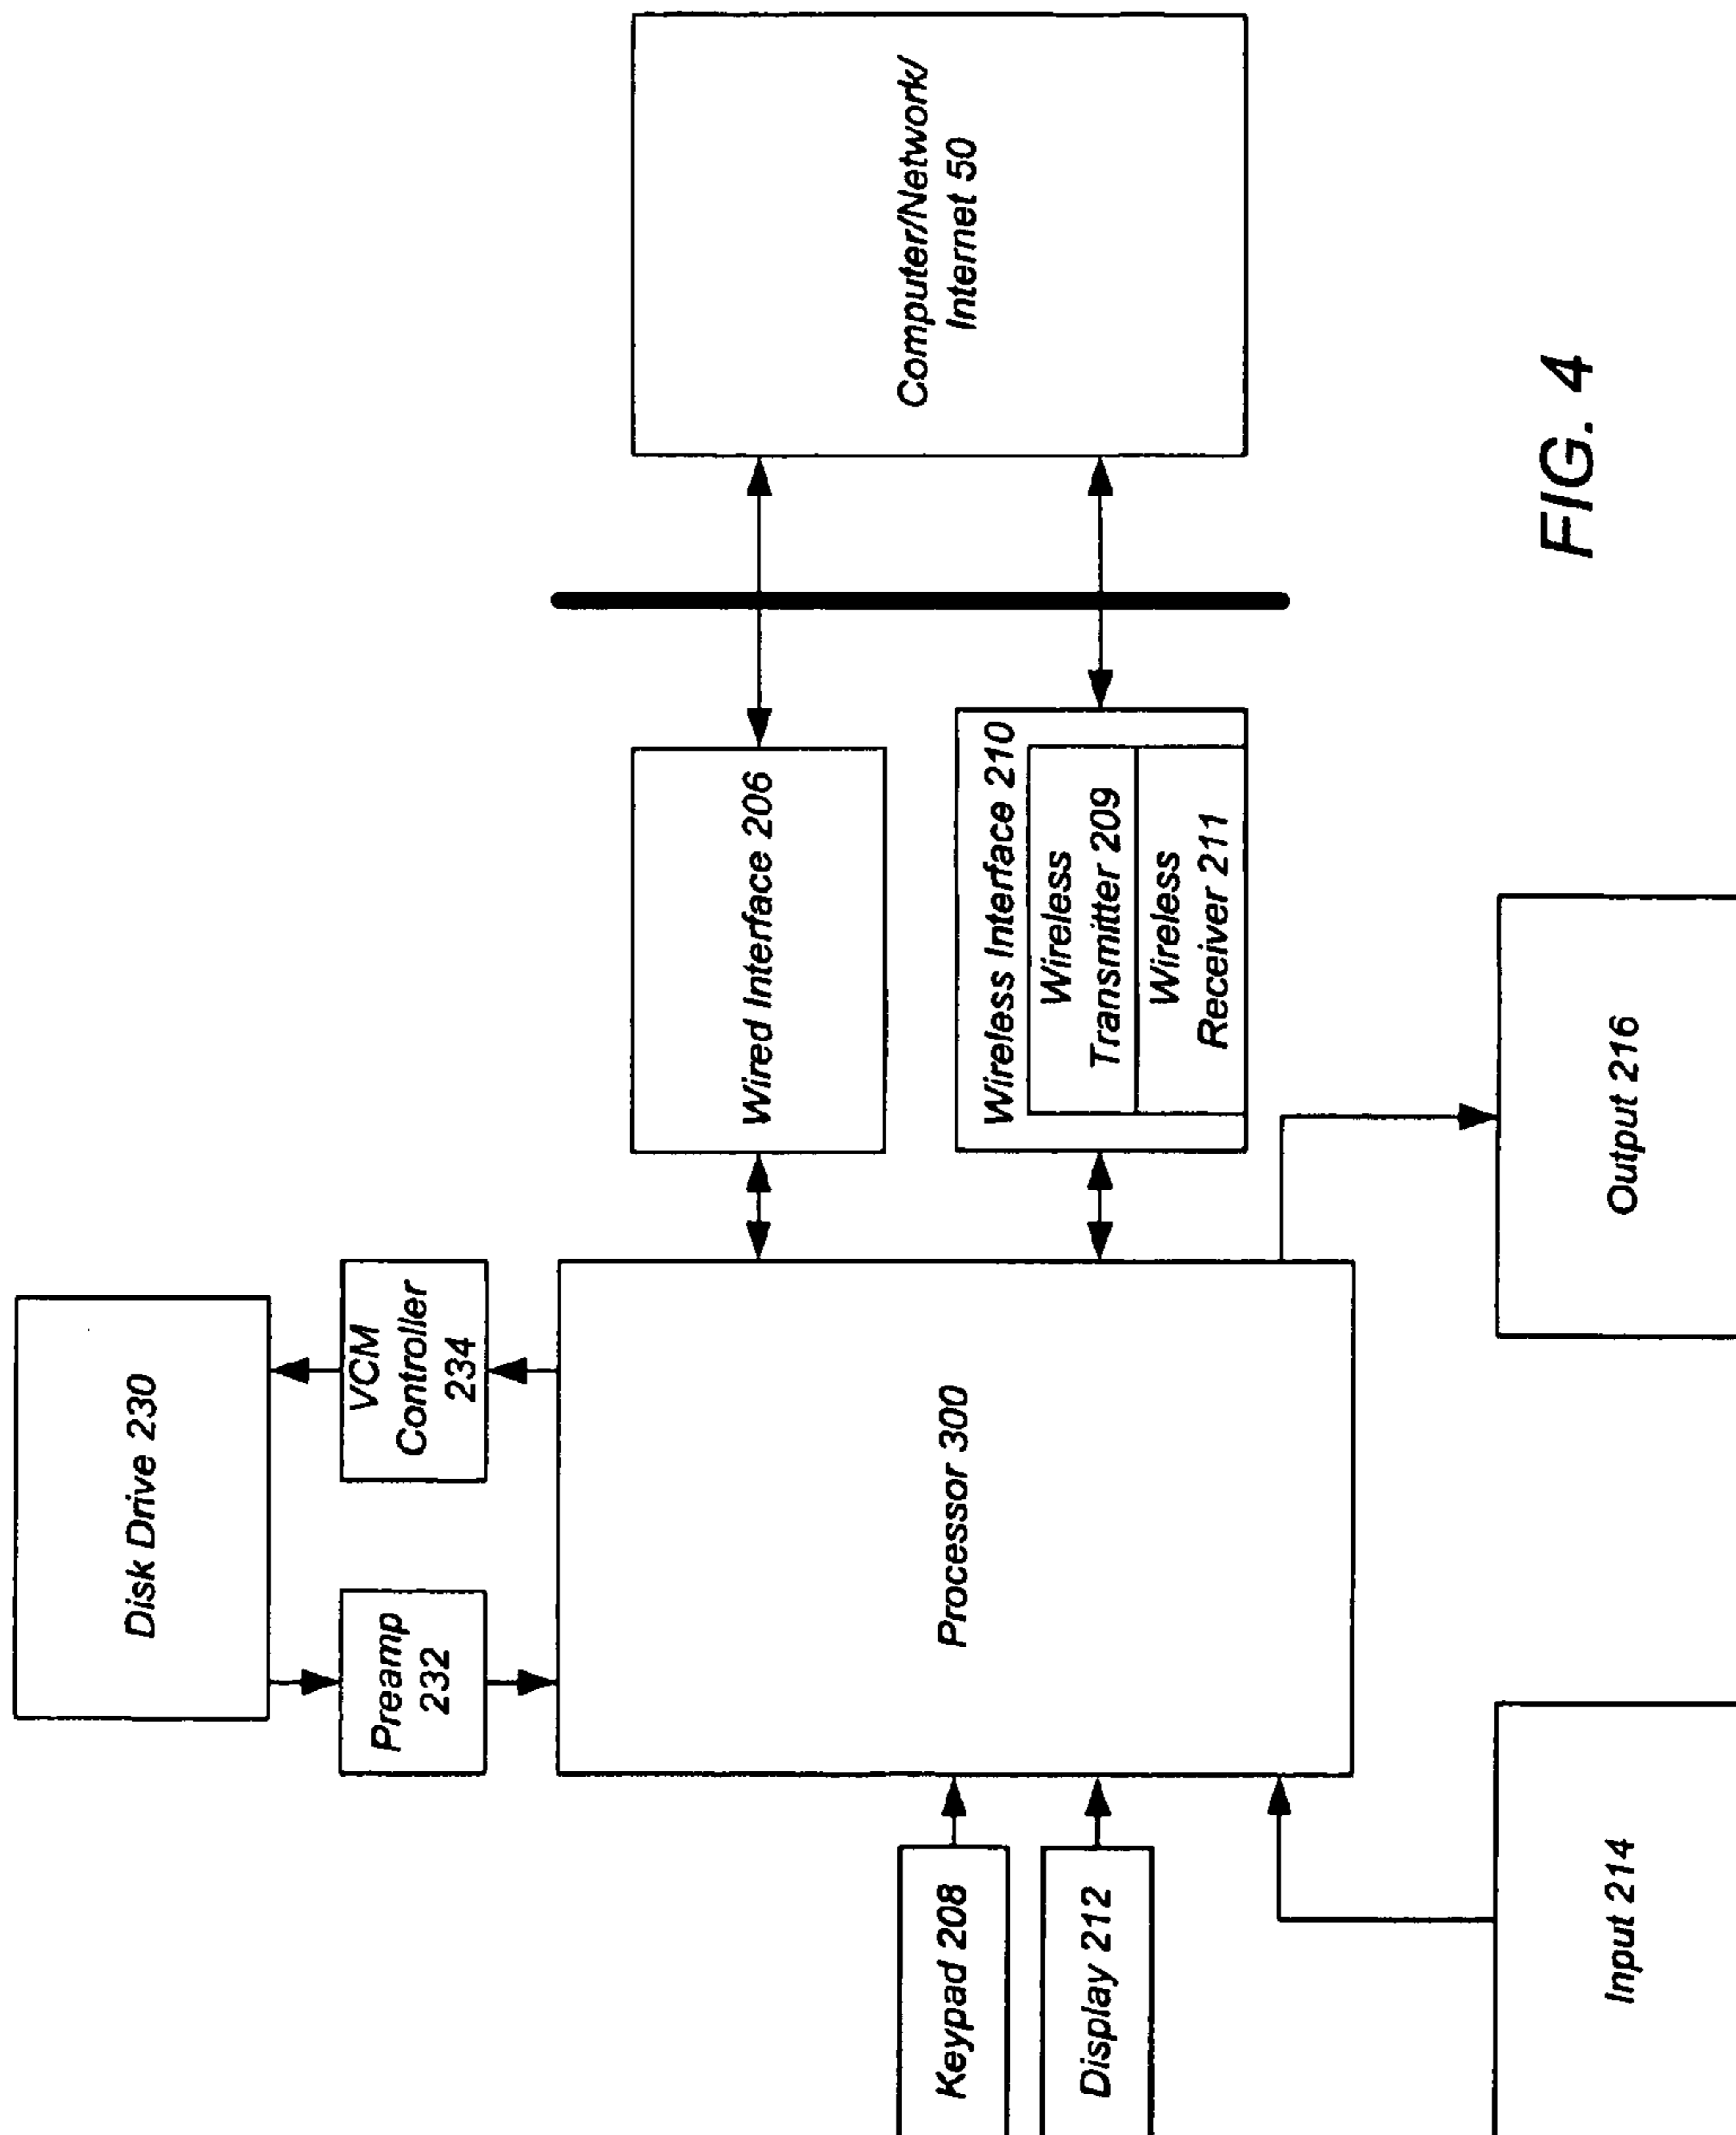 Disk Drive 230
Preamp
232
VCM
Controller
234
Keypad 208
Display 212
Processor 300
Wired Interface 206
Wireless Interface 210
Wireless
Transmitter 209
Wireless
Receiver 211
Computer/Network/
Internet 50
Input 214
Output 216
FIG. 4